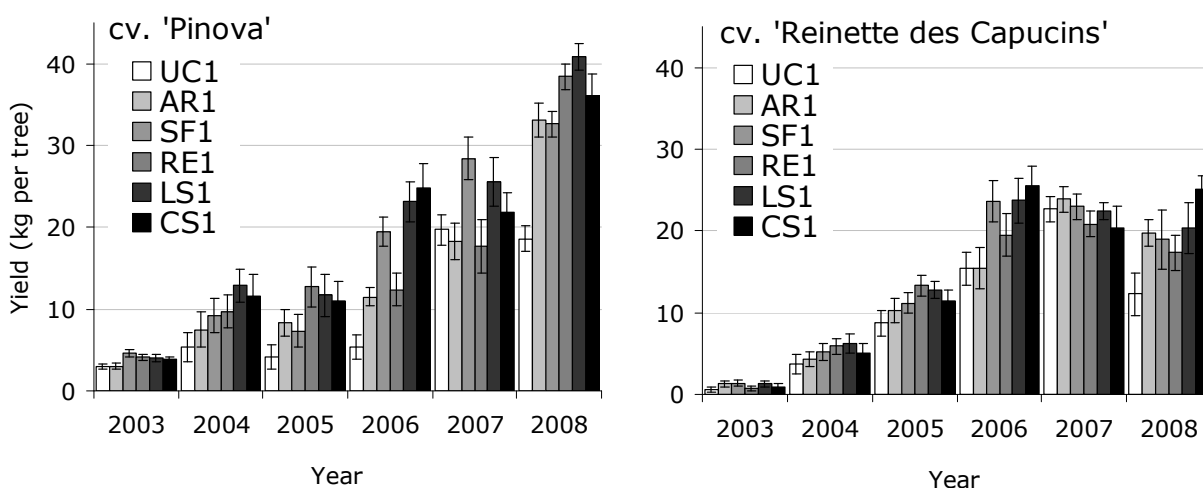 cv. 'Pinova'
Yield (kg per tree)
40
30
20
10
0
UC1
AR1
SF1
RE1
LS1
CS1
2003 2004 2005 2006 2007 2008
Year
cv. 'Reinette des Capucins'
40
30
20
10
0
UC1
AR1
SF1
RE1
LS1
CS1
2003 2004 2005 2006 2007 2008
Year